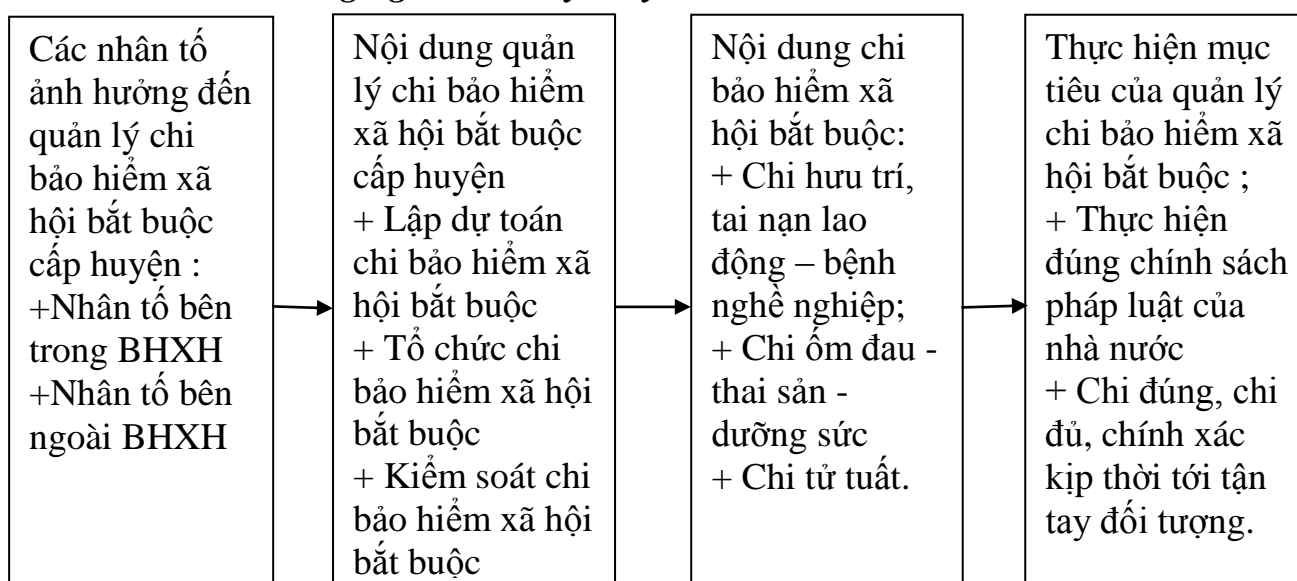 Các nhân tố
ảnh hưởng đến
quản lý chi
bảo hiểm xã
hội bắt buộc
cấp huyện :
+Nhân tố bên
trong BHXH
+Nhân tố bên
ngoài BHXH
Nội dung quản
lý chi bảo hiểm
xã hội bắt buộc
cấp huyện
+ Lập dự toán
chi bảo hiểm xã
hội bắt buộc
+ Tổ chức chi
bảo hiểm xã hội
bắt buộc
+ Kiểm soát chi
bảo hiểm xã hội
bắt buộc
Nội dung chi
bảo hiểm xã
hội bắt buộc:
+ Chi hưu trí,
tai nạn lao
động – bệnh
nghề nghiệp;
+ Chi ốm đau -
thai sản -
dưỡng sức
+ Chi tử tuất.
Thực hiện mục
tiêu của quản lý
chi bảo hiểm xã
hội bắt buộc ;
+ Thực hiện
đúng chính sách
pháp luật của
nhà nước
+ Chi đúng, chi
đủ, chính xác
kịp thời tới tận
tay đối tượng.